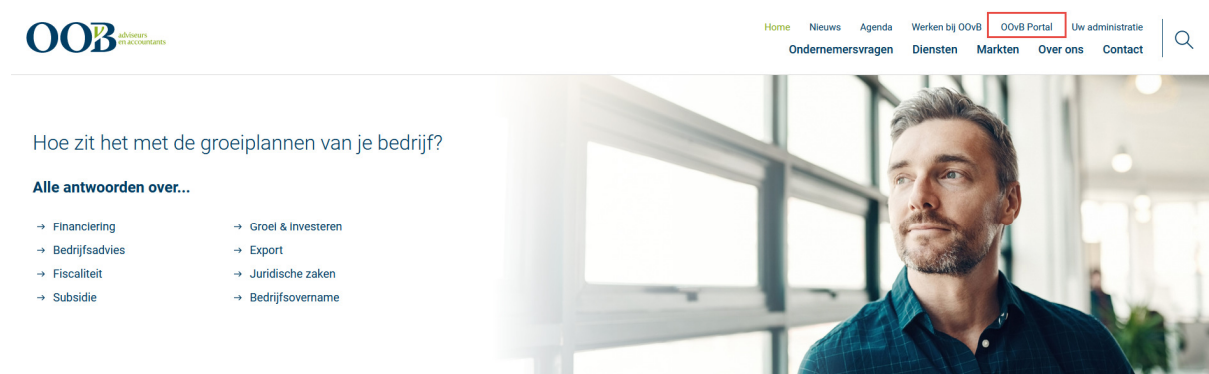 OOvB adviseurs
en accountants
Home Nieuws Agenda Werken bij OOvB OOvB Portal Uw administratie
Ondernemersvragen Diensten Markten Over ons Contact
Hoe zit het met de groeiplannen van je bedrijf?
Alle antwoorden over...
→ Financiering → Groei & investeren
→ Bedrijfsadvies → Export
→ Fiscaliteit → Juridische zaken
→ Subsidie → Bedrijfsovername